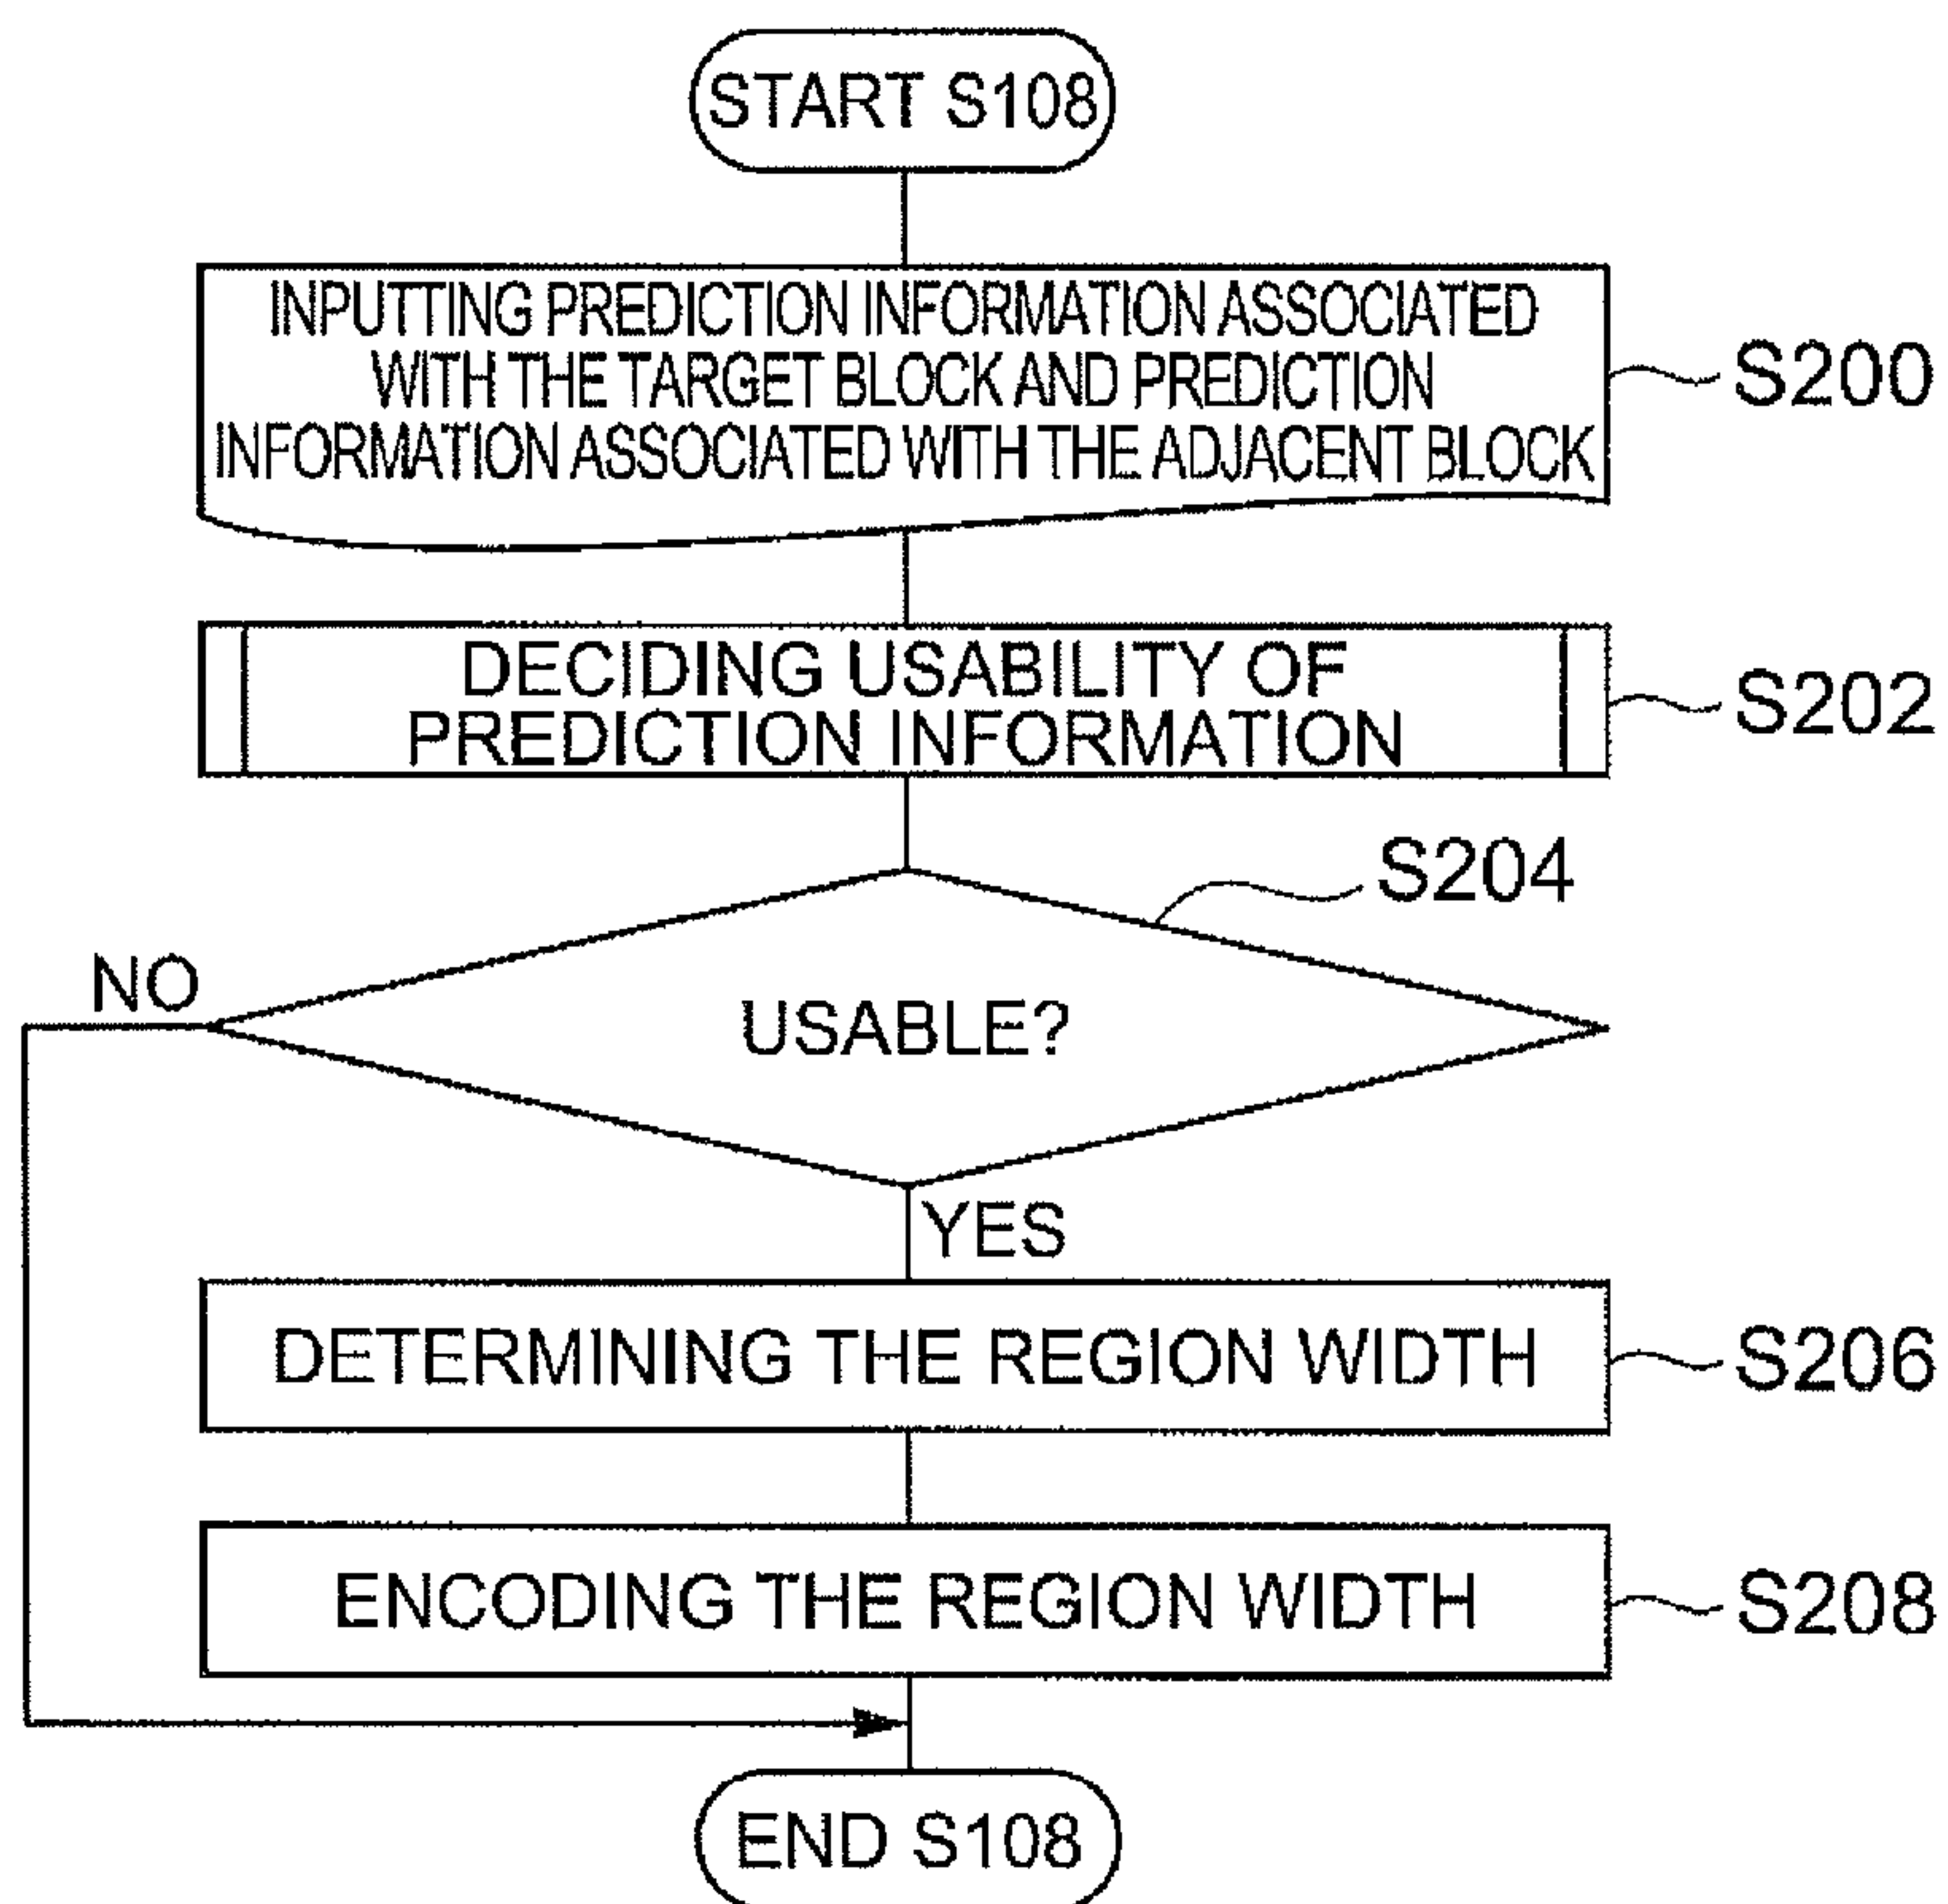 START S108
INPUTTING PREDICTION INFORMATION ASSOCIATED
WITH THE TARGET BLOCK AND PREDICTION
INFORMATION ASSOCIATED WITH THE ADJACENT BLOCK
S200
DECIDING USABILITY OF
PREDICTION INFORMATION
S202
S204
NO
USABLE?
YES
DETERMINING THE REGION WIDTH
S206
ENCODING THE REGION WIDTH
S208
END S108